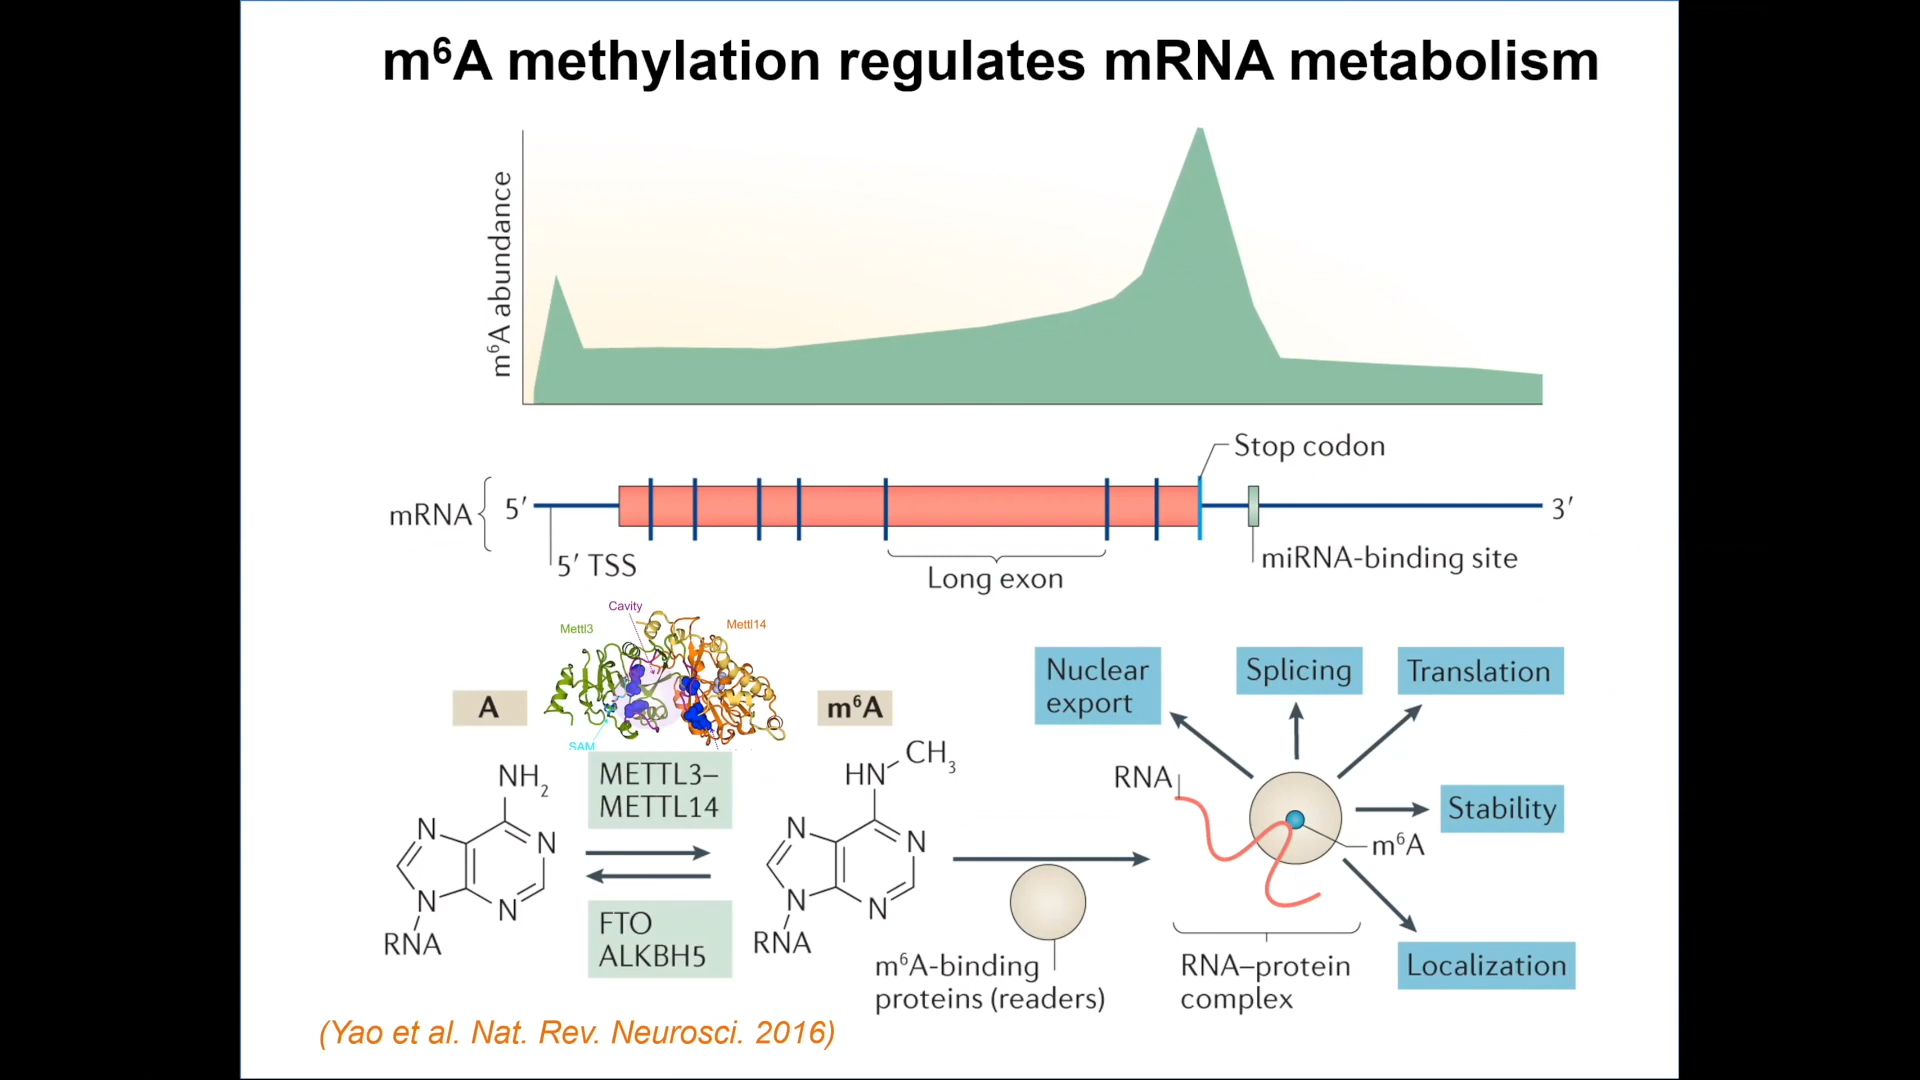 m⁶A methylation regulates mRNA metabolism
m⁶A abundance
Stop codon
mRNA
5′
3′
5′ TSS
miRNA-binding site
Long exon
Cavity
Mettl3
Mettl14
SAM
A
m⁶A
NH₂
N
N
N
N
RNA
METTL3–
METTL14
FTO
ALKBH5
HN
CH₃
N
N
N
N
RNA
m⁶A-binding
proteins (readers)
Nuclear
export
Splicing
Translation
RNA
Stability
m⁶A
Localization
RNA–protein
complex
(Yao et al. Nat. Rev. Neurosci. 2016)